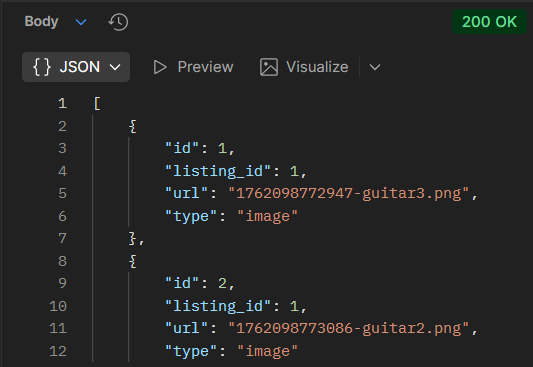 Body 200 OK
{} JSON Preview Visualize
1 [
2 {
3 "id": 1,
4 "listing_id": 1,
5 "url": "1762098772947-guitar3.png",
6 "type": "image"
7 },
8 {
9 "id": 2,
10 "listing_id": 1,
11 "url": "1762098773086-guitar2.png",
12 "type": "image"